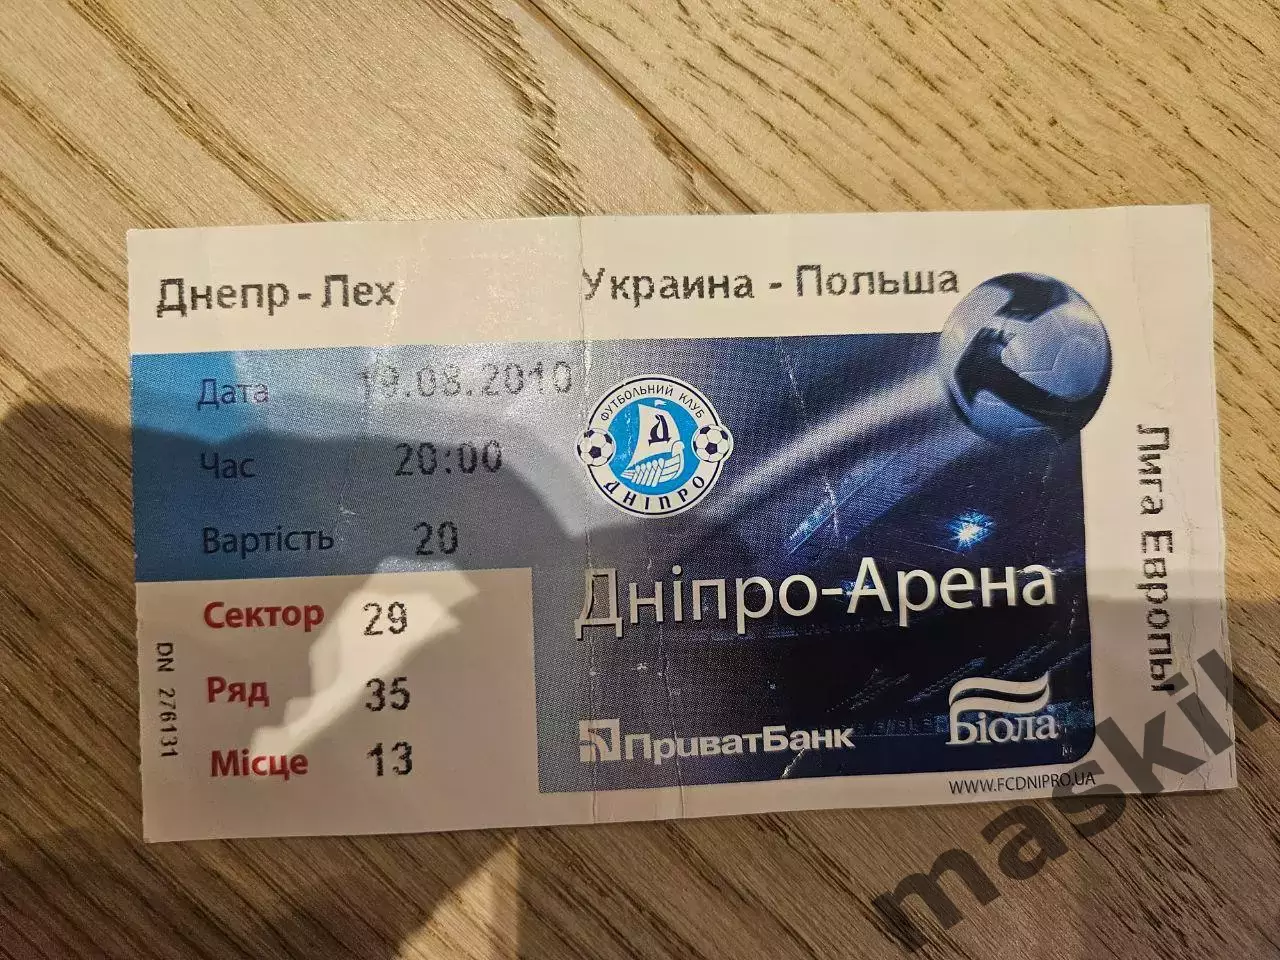 Днепр-Лех
Украина - Польша
Дата 19.08.2010
Час 20:00
Вартість 20
Сектор 29
Ряд 35
Місце 13
DN 276131
ФУТБОЛЬНИЙ КЛУБ
Д
ДНІПРО
Дніпро-Арена
ПриватБанк
Біола
WWW.FCDNIPRO.UA
Лига Европы
maskil